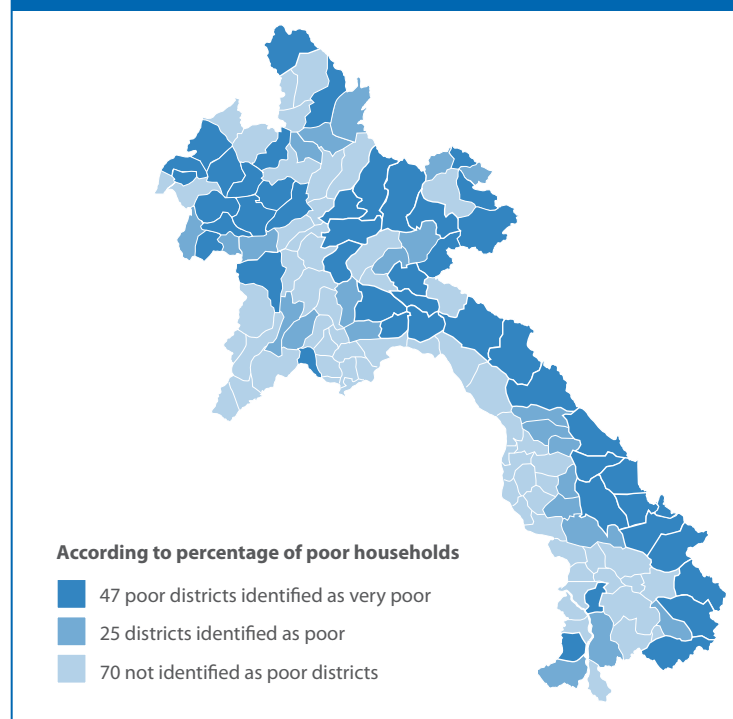 According to percentage of poor households
47 poor districts identified as very poor
25 districts identified as poor
70 not identified as poor districts